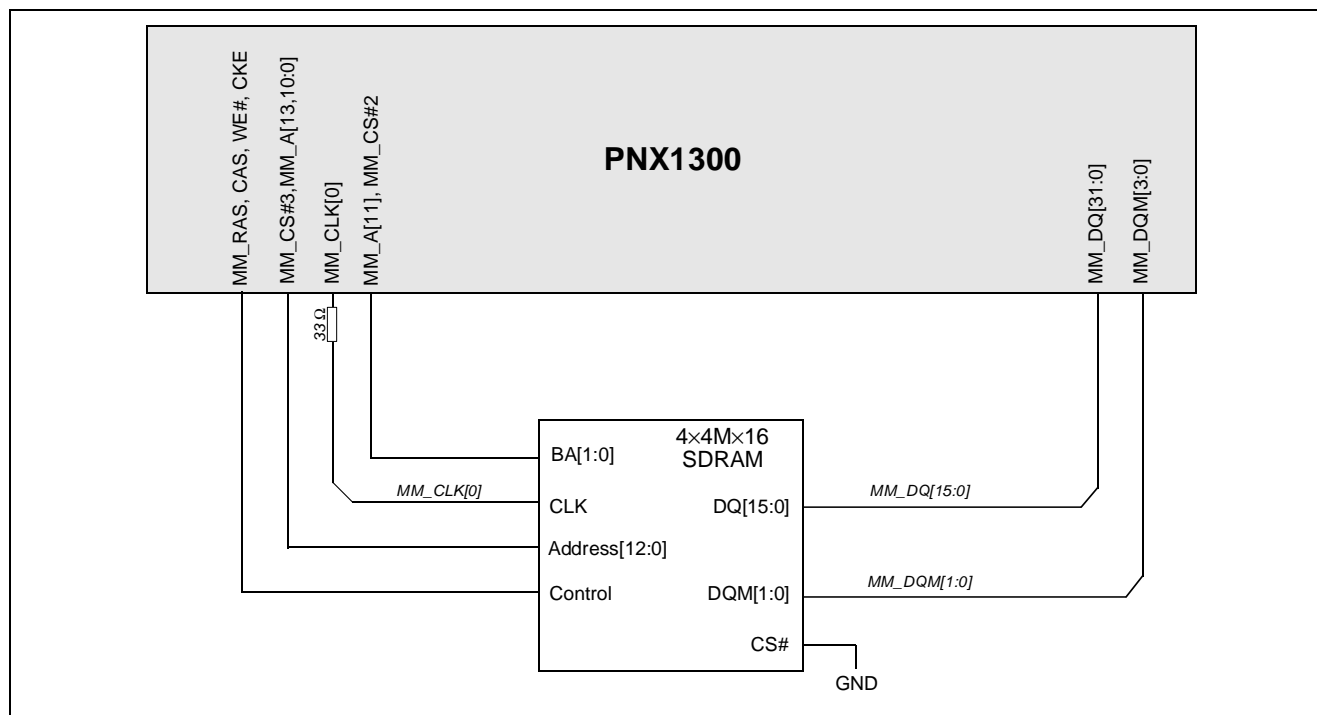 MM_RAS, CAS, WE#, CKE
MM_CS#3,MM_A[13,10:0]
MM_CLK[0]
MM_A[11], MM_CS#2
PNX1300
MM_DQ[31:0]
MM_DQM[3:0]
33 Ω
4×4M×16
SDRAM
BA[1:0]
MM_CLK[0]
CLK
DQ[15:0]
MM_DQ[15:0]
Address[12:0]
Control
DQM[1:0]
MM_DQM[1:0]
CS#
GND